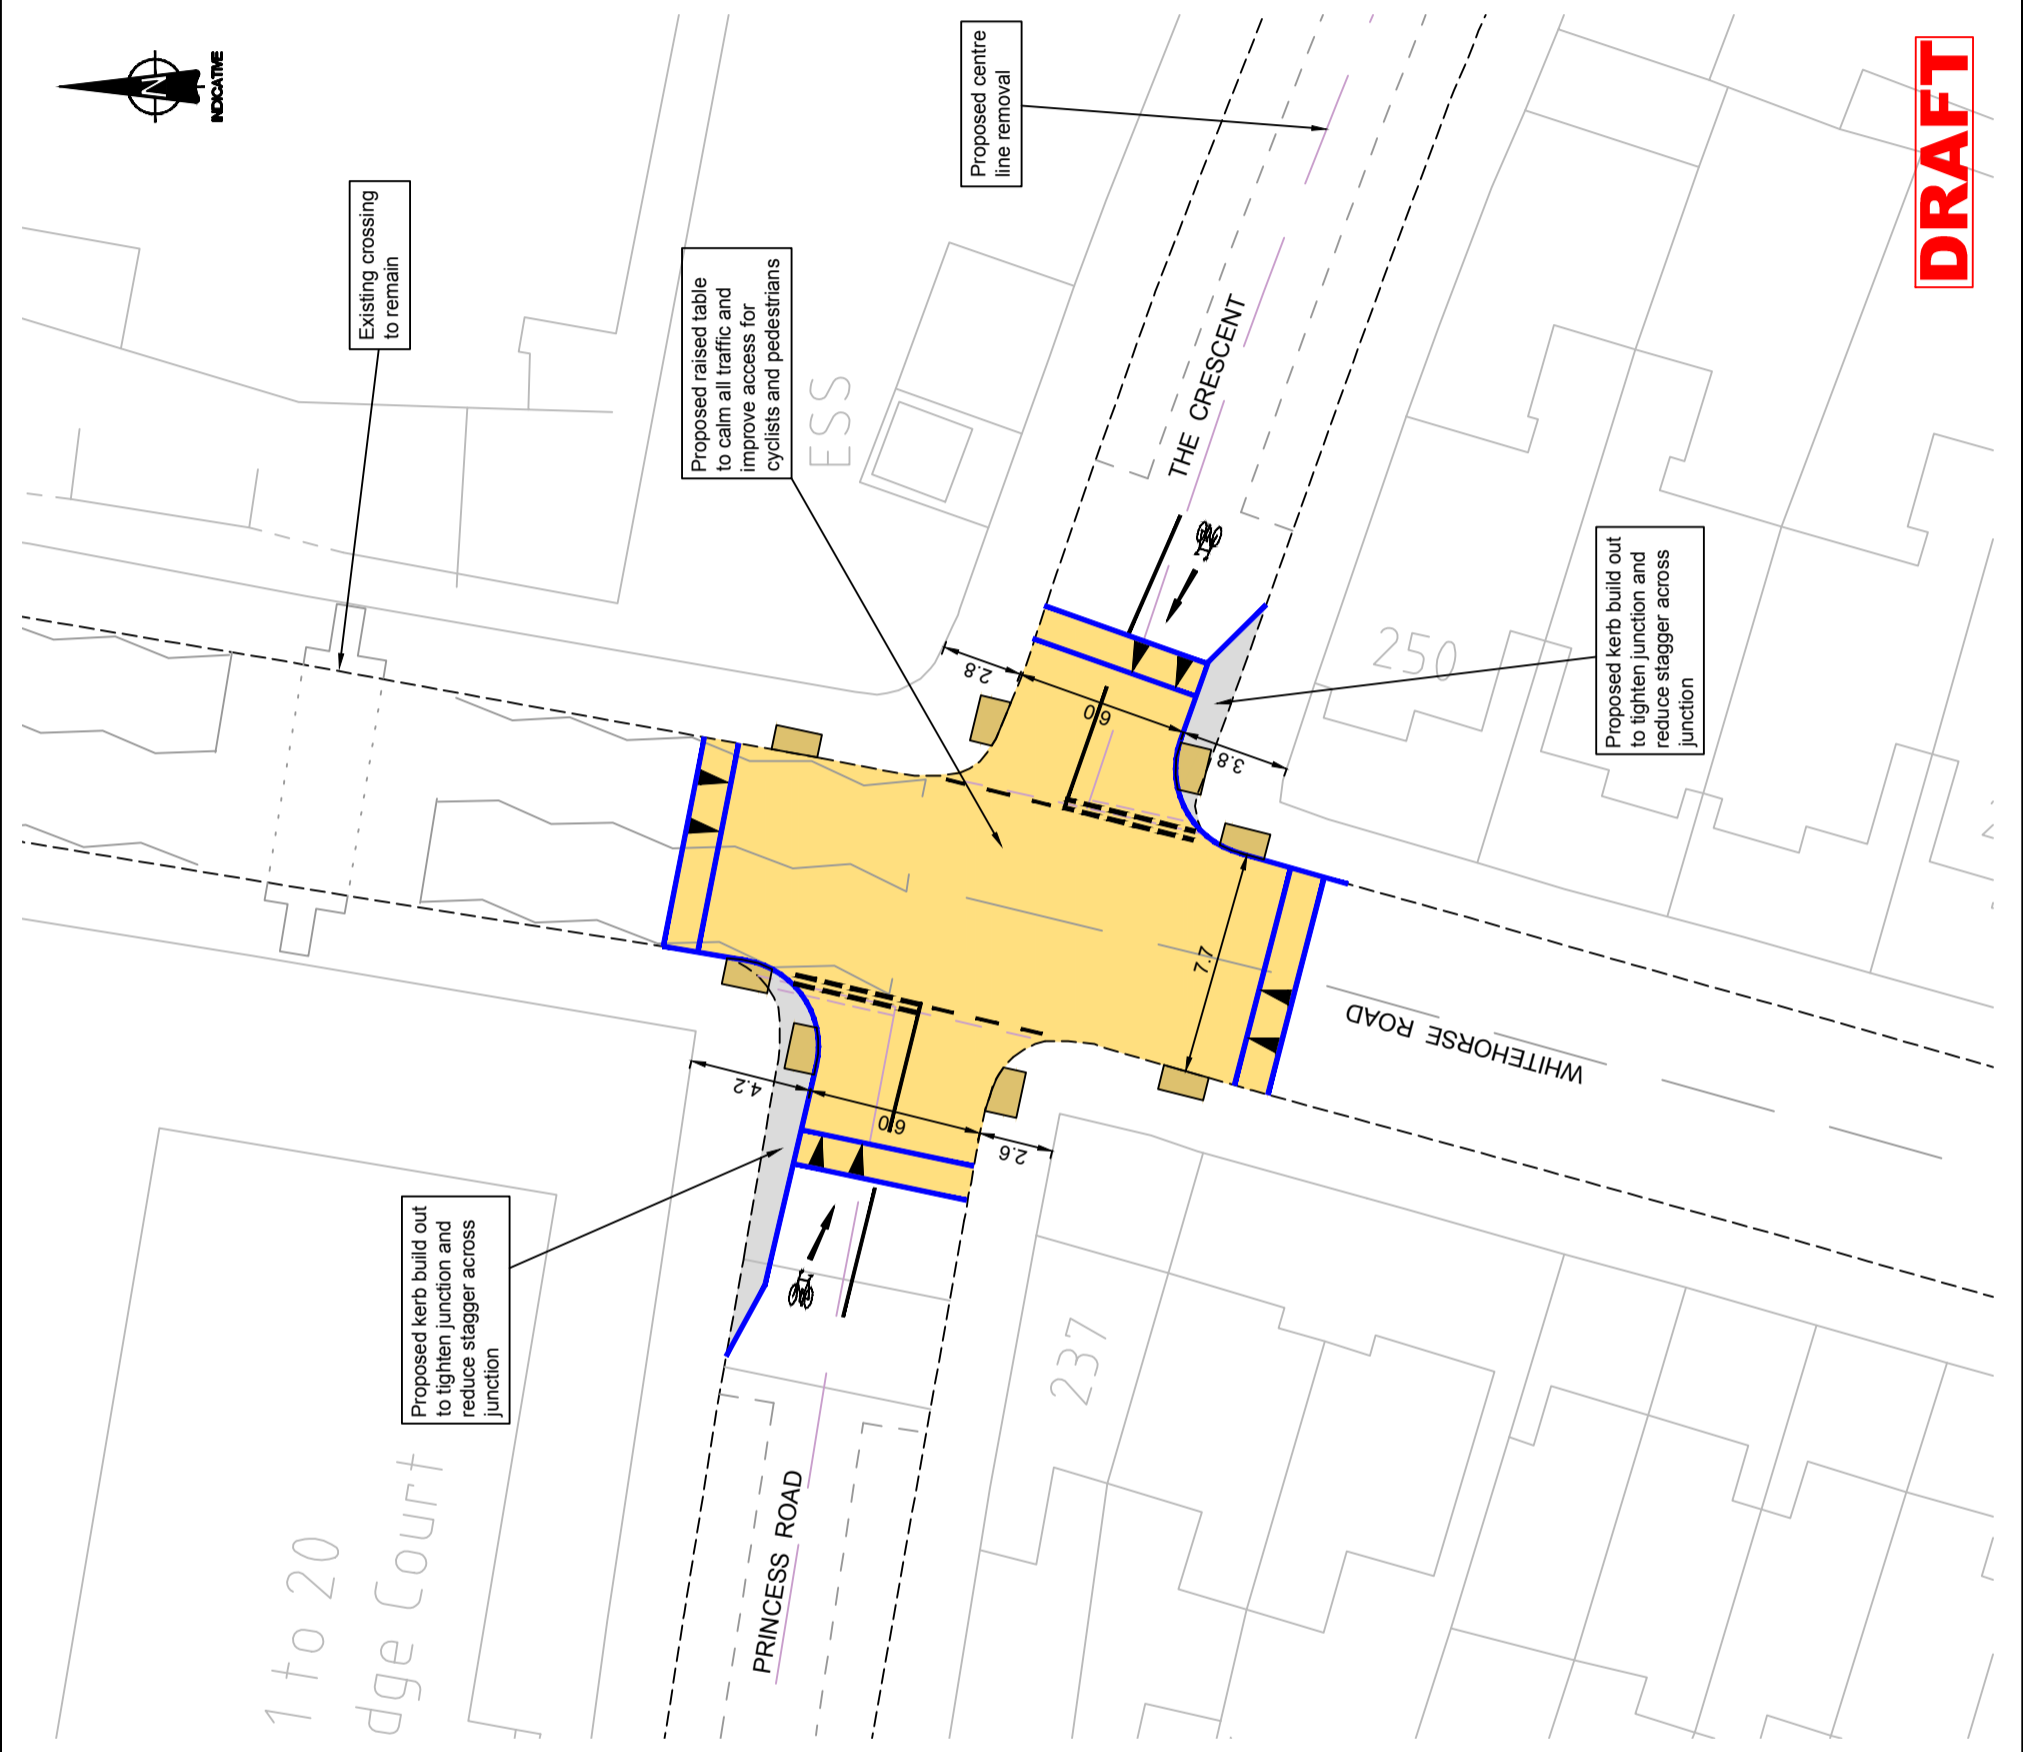 N
INDICATIVE
Existing crossing
to remain
Proposed centre
line removal
Proposed raised table
to calm all traffic and
improve access for
cyclists and pedestrians
ESS
THE CRESCENT
DRAFT
250
Proposed kerb build out
to tighten junction and
reduce stagger across
junction
2.8
6.0
3.8
7.7
WHITEHORSE ROAD
4.2
6.0
2.6
Proposed kerb build out
to tighten junction and
reduce stagger across
junction
237
PRINCESS ROAD
1 to 20
dge Court